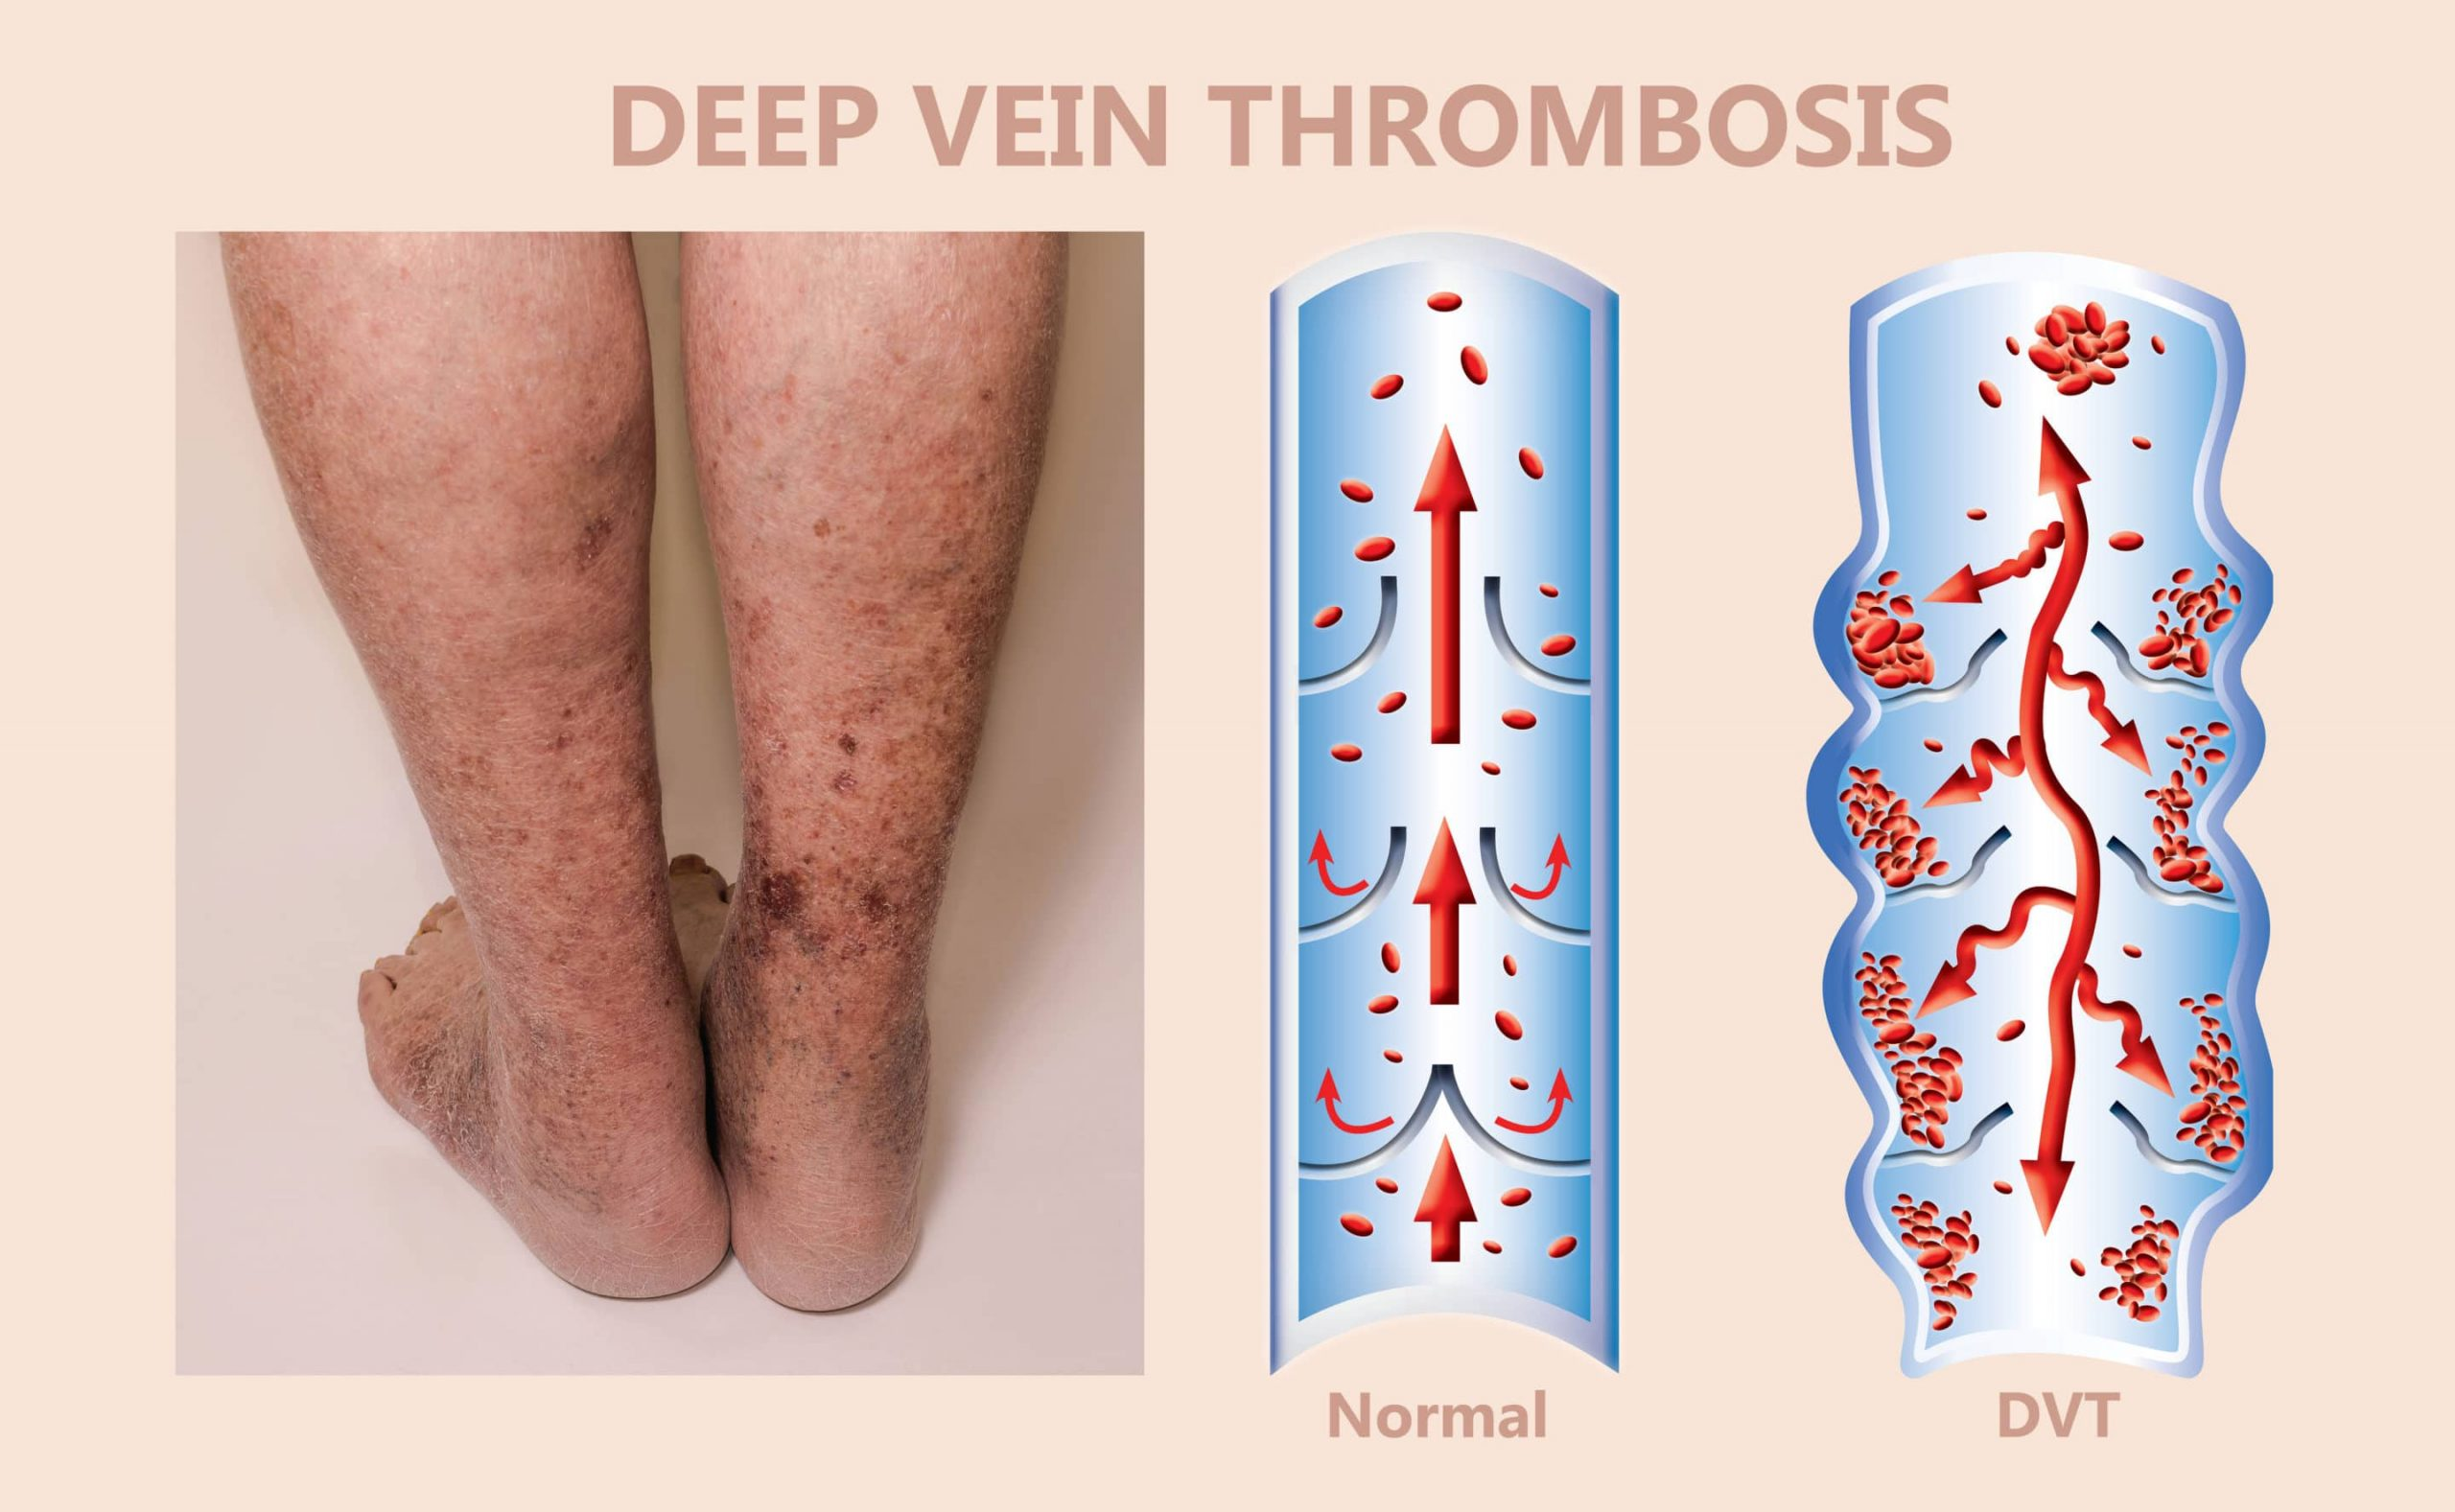 DEEP VEIN THROMBOSIS
Normal
DVT